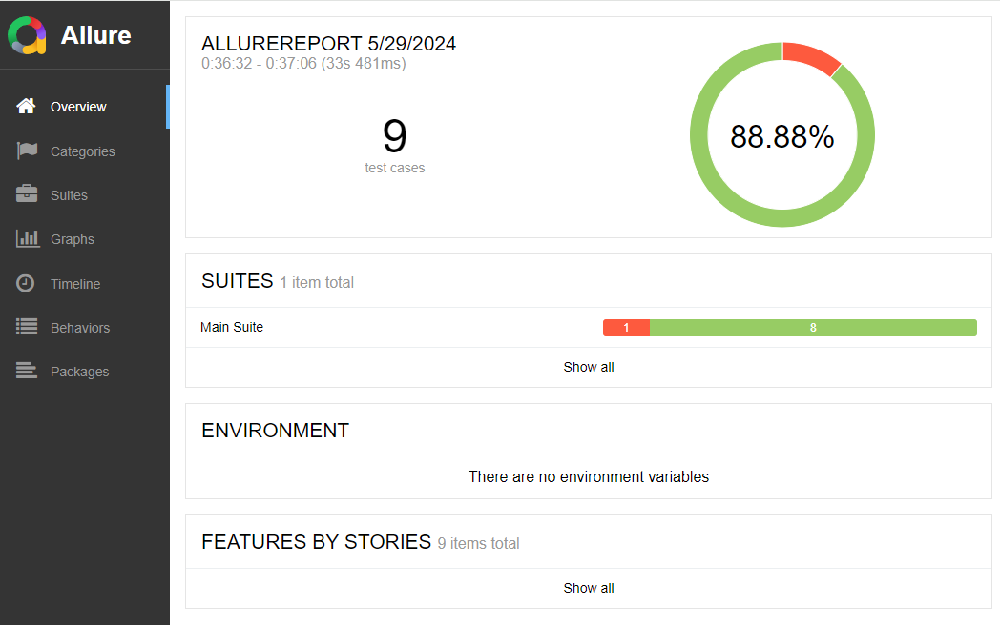 Allure
Overview
Categories
Suites
Graphs
Timeline
Behaviors
Packages
ALLUREREPORT 5/29/2024
0:36:32 - 0:37:06 (33s 481ms)
9
test cases
88.88%
SUITES 1 item total
Main Suite 1 8
Show all
ENVIRONMENT
There are no environment variables
FEATURES BY STORIES 9 items total
Show all